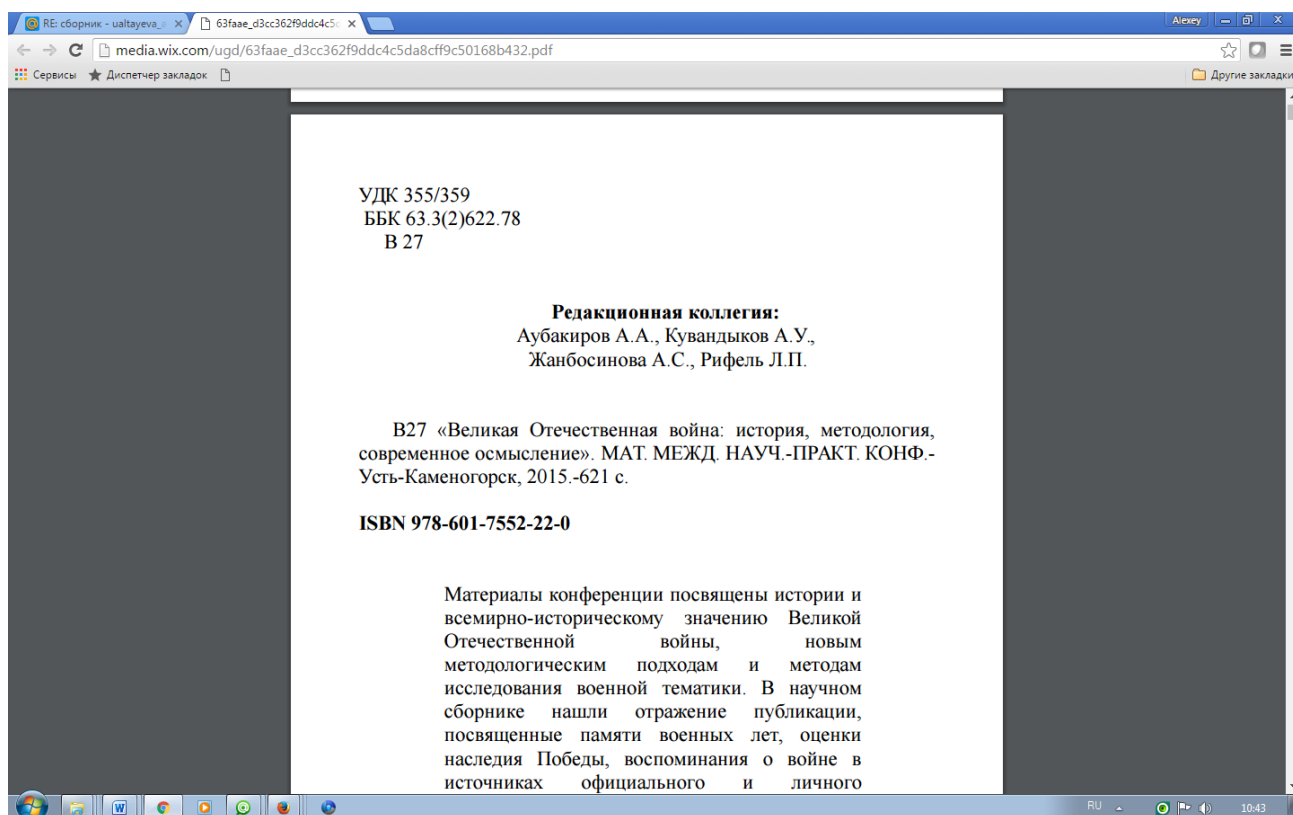 RE: сборник - ualtayeva_a
63faae_d3cc362f9ddc4c5c
Alexey
media.wix.com/ugd/63faae_d3cc362f9ddc4c5da8cff9c50168b432.pdf
Сервисы Диспетчер закладок
Другие закладки
УДК 355/359
ББК 63.3(2)622.78
В 27
Редакционная коллегия:
Аубакиров А.А., Кувандыков А.У.,
Жанбосинова А.С., Рифель Л.П.
В27 «Великая Отечественная война: история, методология,
современное осмысление». МАТ. МЕЖД. НАУЧ.-ПРАКТ. КОНФ.-
Усть-Каменогорск, 2015.-621 с.
ISBN 978-601-7552-22-0
Материалы конференции посвящены истории и
всемирно-историческому значению Великой
Отечественной войны, новым
методологическим подходам и методам
исследования военной тематики. В научном
сборнике нашли отражение публикации,
посвященные памяти военных лет, оценки
наследия Победы, воспоминания о войне в
источниках официального и личного
RU
10:43